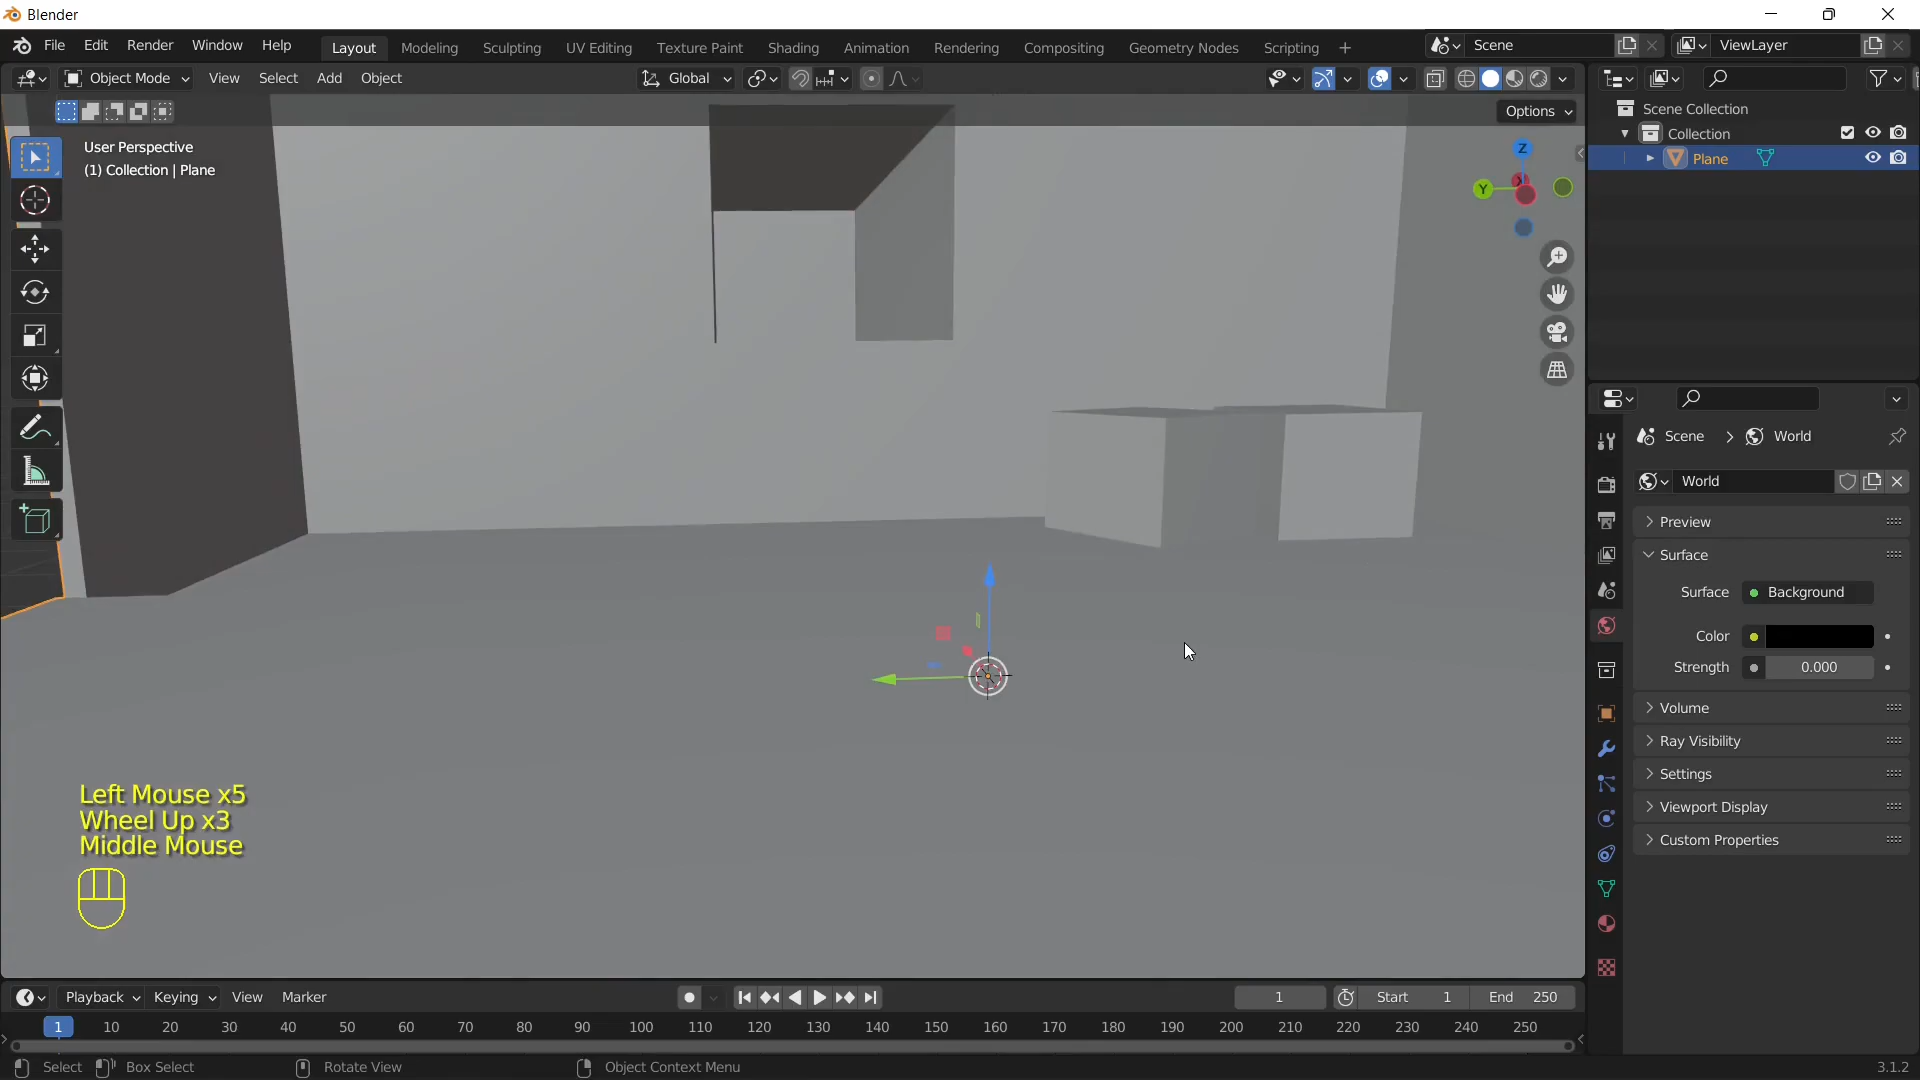 Blender
File Edit Render Window Help Layout Modeling Sculpting UV Editing Texture Paint Shading Animation Rendering Compositing Geometry Nodes Scripting + Scene ViewLayer
Object Mode View Select Add Object Global
Options
User Perspective
(1) Collection | Plane
Z
Y
Scene Collection
Collection
Plane
Scene World
World
Preview
Surface
Surface Background
Color
Strength 0.000
Volume
Ray Visibility
Settings
Viewport Display
Custom Properties
Left Mouse x5
Wheel Up x3
Middle Mouse
Playback Keying View Marker 1 Start 1 End 250
1 10 20 30 40 50 60 70 80 90 100 110 120 130 140 150 160 170 180 190 200 210 220 230 240 250
Select Box Select Rotate View Object Context Menu 3.1.2